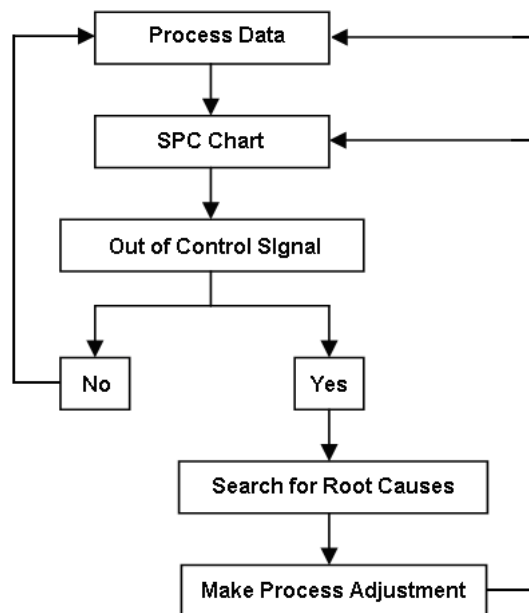 Process Data
SPC Chart
Out of Control SIgnal
No
Yes
Search for Root Causes
Make Process Adjustment